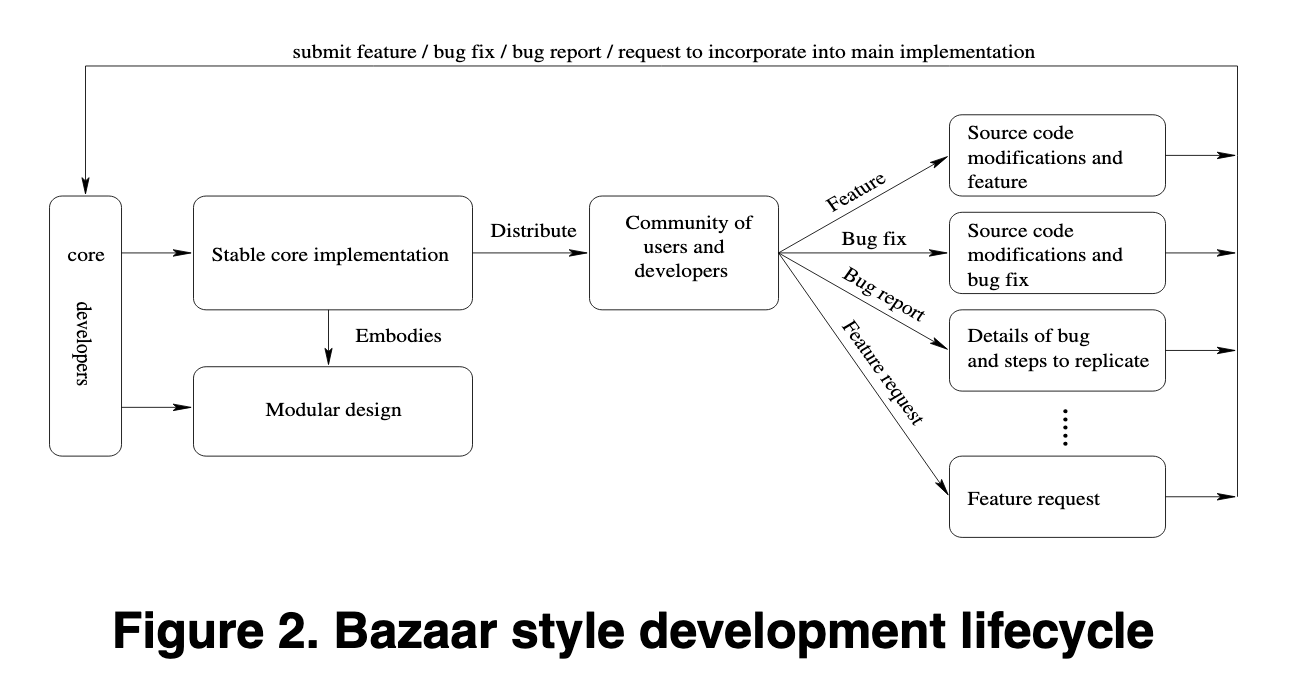 submit feature / bug fix / bug report / request to incorporate into main implementation
core
developers
Stable core implementation
Embodies
Modular design
Distribute
Community of
users and
developers
Feature
Bug fix
Bug report
Feature request
Source code
modifications and
feature
Source code
modifications and
bug fix
Details of bug
and steps to replicate
Feature request
Figure 2. Bazaar style development lifecycle